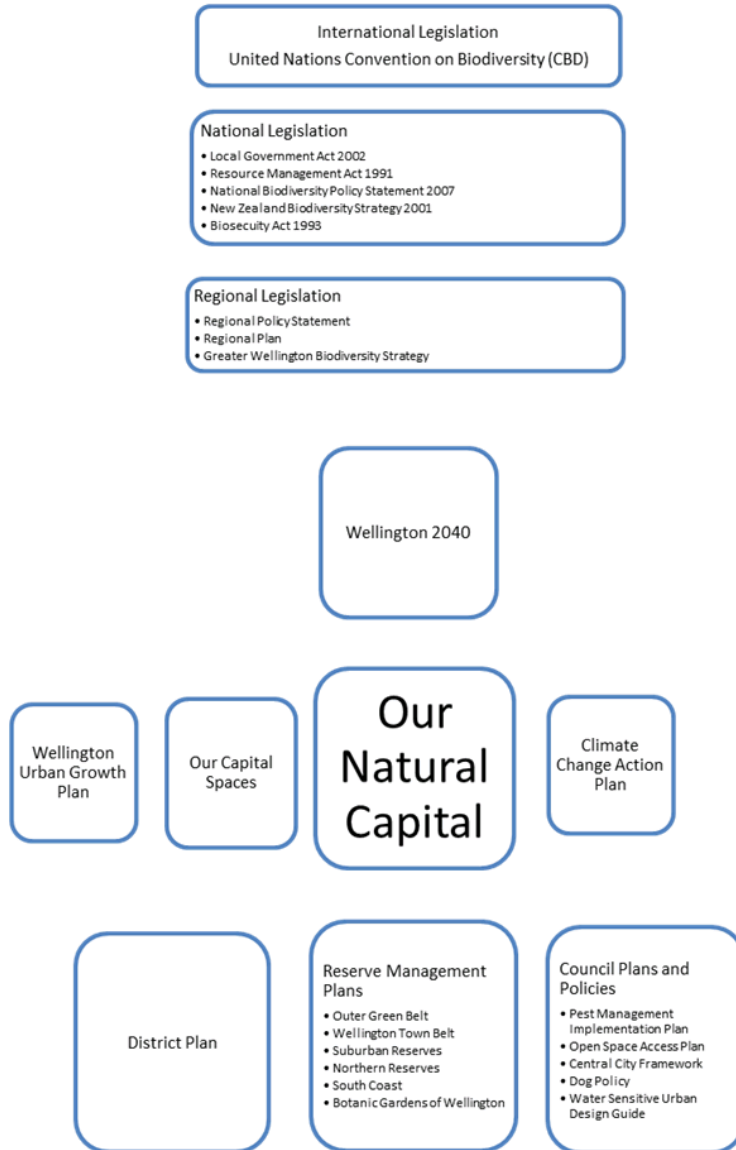 International Legislation
United Nations Convention on Biodiversity (CBD)
National Legislation
• Local Government Act 2002
• Resource Management Act 1991
• National Biodiversity Policy Statement 2007
• New Zealand Biodiversity Strategy 2001
• Biosecuity Act 1993
Regional Legislation
• Regional Policy Statement
• Regional Plan
• Greater Wellington Biodiversity Strategy
Wellington 2040
Wellington
Urban Growth
Plan
Our Capital
Spaces
Our
Natural
Capital
Climate
Change Action
Plan
District Plan
Reserve Management
Plans
• Outer Green Belt
• Wellington Town Belt
• Suburban Reserves
• Northern Reserves
• South Coast
• Botanic Gardens of Wellington
Council Plans and
Policies
• Pest Management
Implementation Plan
• Open Space Access Plan
• Central City Framework
• Dog Policy
• Water Sensitive Urban
Design Guide